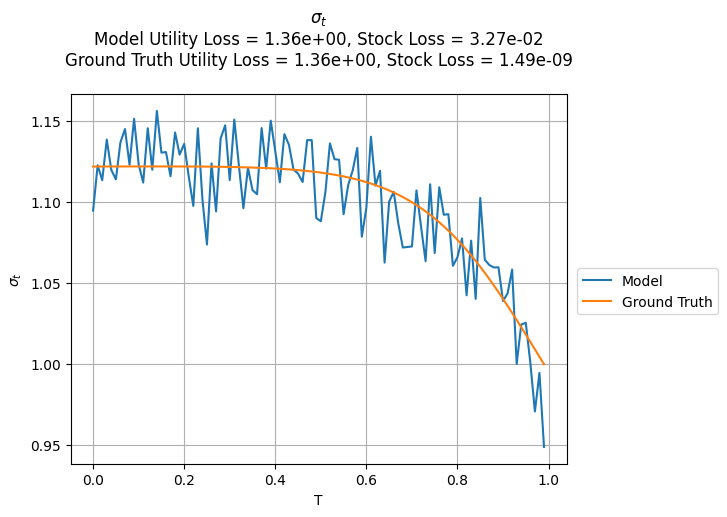 σt
Model Utility Loss = 1.36e+00, Stock Loss = 3.27e-02
Ground Truth Utility Loss = 1.36e+00, Stock Loss = 1.49e-09
1.15
1.10
1.05
1.00
0.95
σt
0.0 0.2 0.4 0.6 0.8 1.0
T
Model
Ground Truth